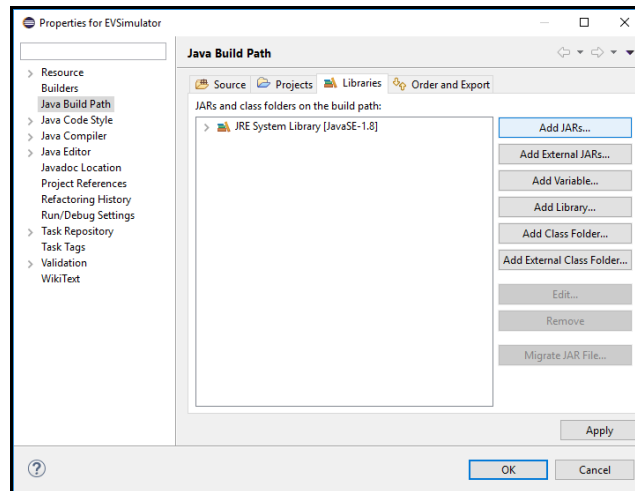 Properties for EVSimulator
Java Build Path
Resource
Builders
Java Build Path
Java Code Style
Java Compiler
Java Editor
Javadoc Location
Project References
Refactoring History
Run/Debug Settings
Task Repository
Task Tags
Validation
WikiText
Source
Projects
Libraries
Order and Export
JARs and class folders on the build path:
JRE System Library [JavaSE-1.8]
Add JARs...
Add External JARs...
Add Variable...
Add Library...
Add Class Folder...
Add External Class Folder...
Edit...
Remove
Migrate JAR File...
Apply
?
OK
Cancel